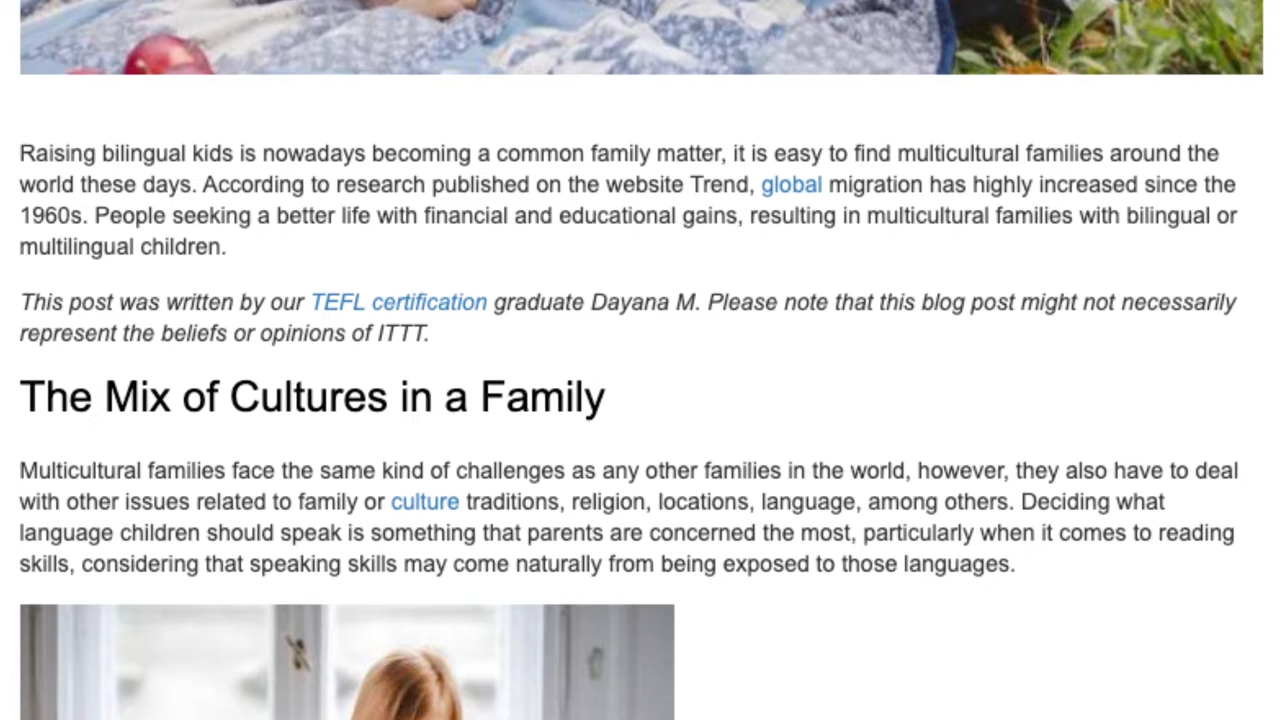 Raising bilingual kids is nowadays becoming a common family matter, it is easy to find multicultural families around the
world these days. According to research published on the website Trend, global migration has highly increased since the
1960s. People seeking a better life with financial and educational gains, resulting in multicultural families with bilingual or
multilingual children.
This post was written by our TEFL certification graduate Dayana M. Please note that this blog post might not necessarily
represent the beliefs or opinions of ITTT.
The Mix of Cultures in a Family
Multicultural families face the same kind of challenges as any other families in the world, however, they also have to deal
with other issues related to family or culture traditions, religion, locations, language, among others. Deciding what
language children should speak is something that parents are concerned the most, particularly when it comes to reading
skills, considering that speaking skills may come naturally from being exposed to those languages.